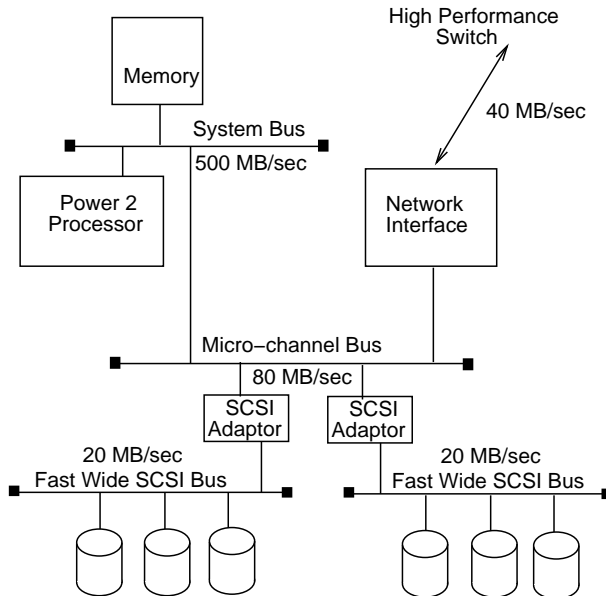 High Performance
Switch
Memory
40 MB/sec
System Bus
500 MB/sec
Power 2
Processor
Network
Interface
Micro−channel Bus
80 MB/sec
SCSI
Adaptor
SCSI
Adaptor
20 MB/sec
Fast Wide SCSI Bus
20 MB/sec
Fast Wide SCSI Bus